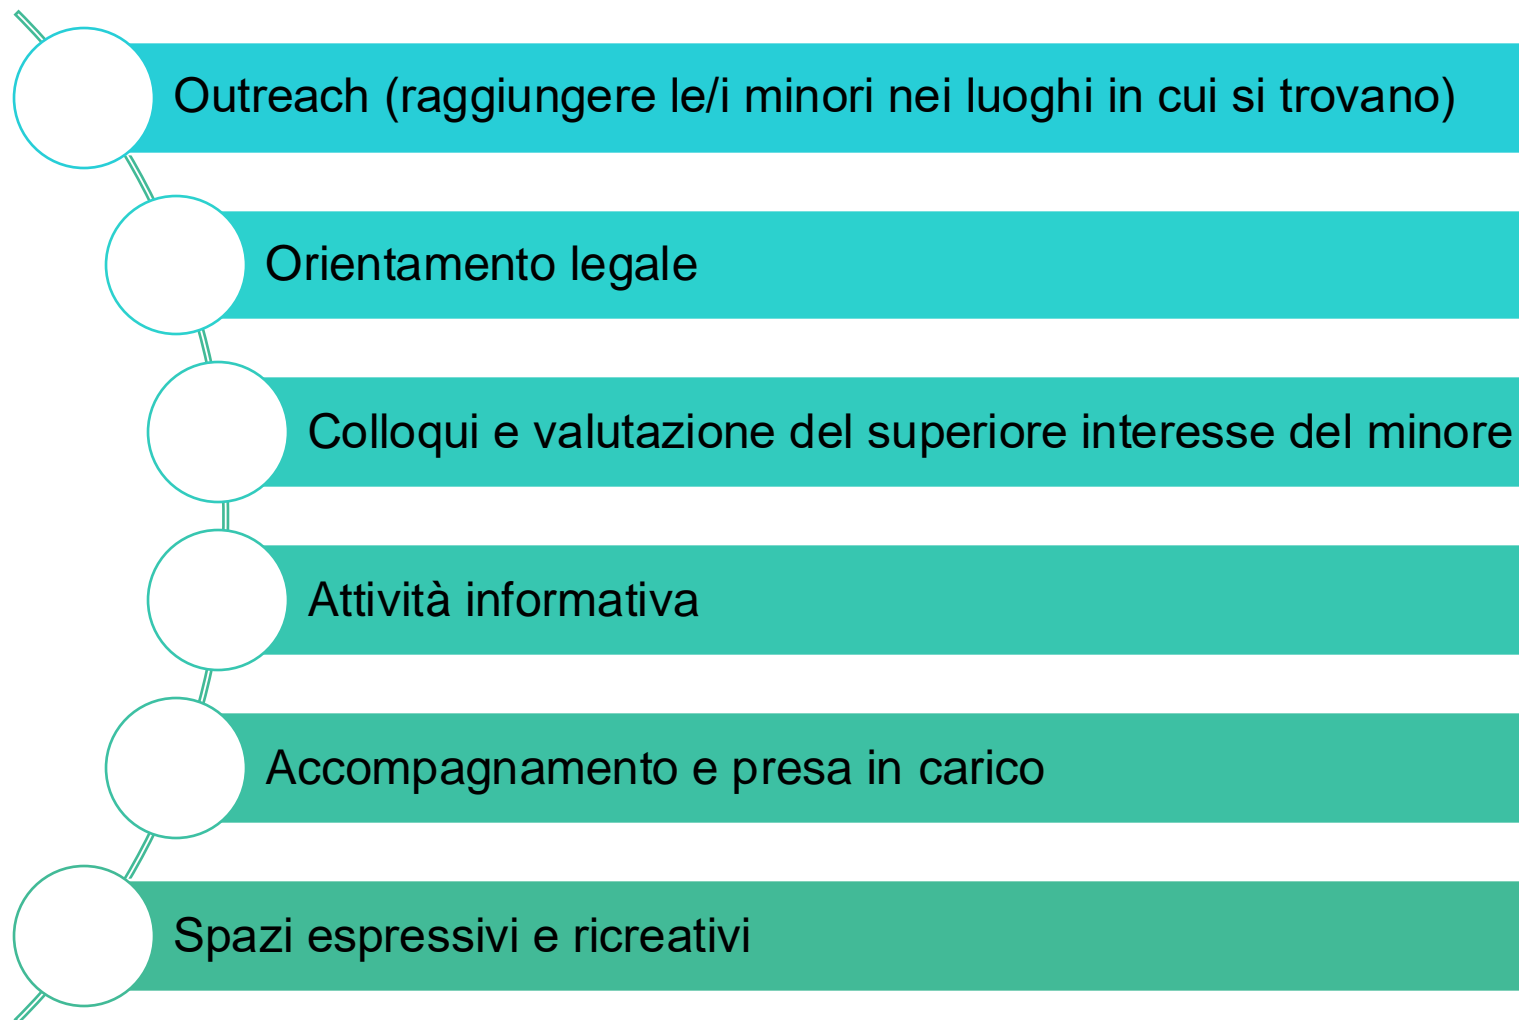 Outreach (raggiungere le/i minori nei luoghi in cui si trovano)
Orientamento legale
Colloqui e valutazione del superiore interesse del minore
Attività informativa
Accompagnamento e presa in carico
Spazi espressivi e ricreativi